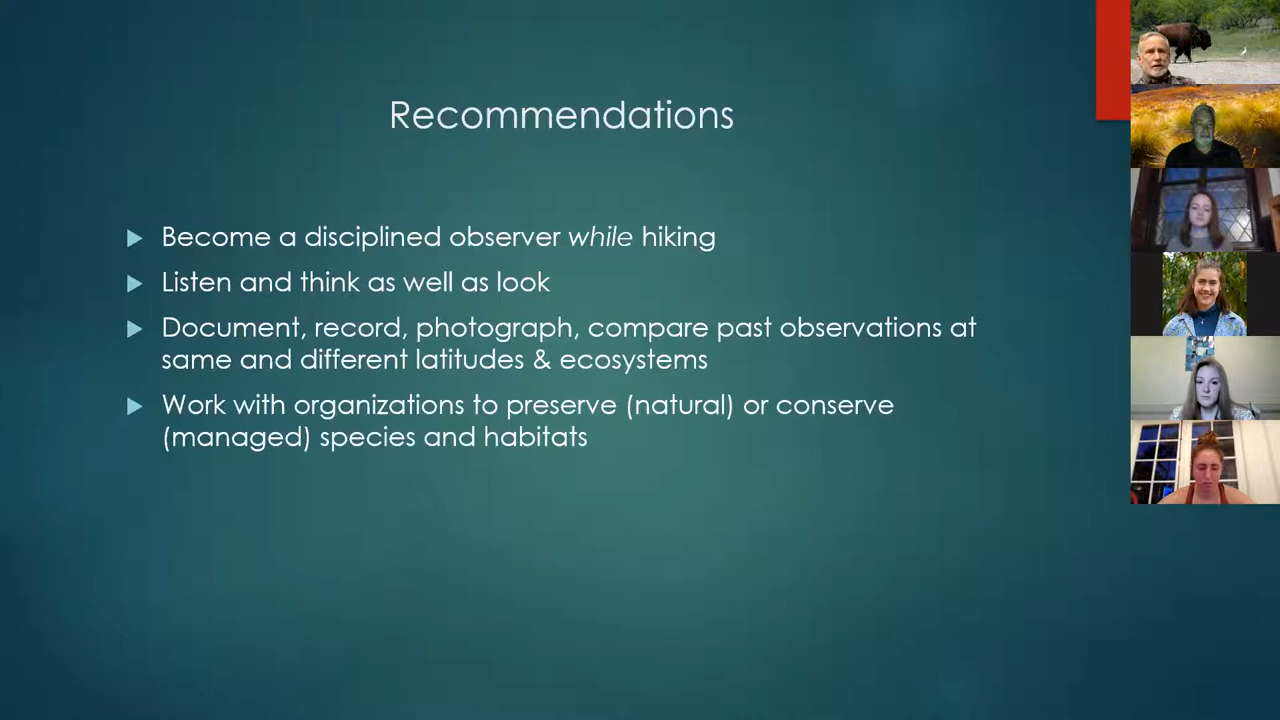 Recommendations
Become a disciplined observer while hiking
Listen and think as well as look
Document, record, photograph, compare past observations at
same and different latitudes & ecosystems
Work with organizations to preserve (natural) or conserve
(managed) species and habitats